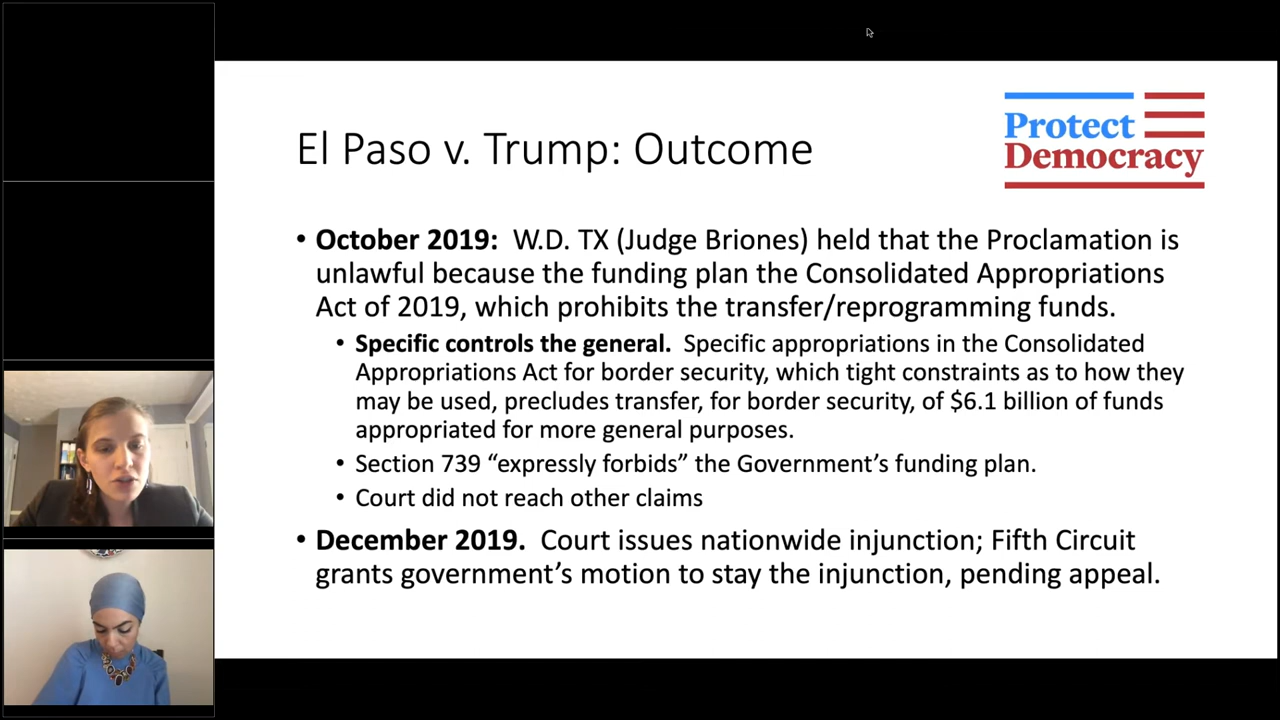 El Paso v. Trump: Outcome
Protect
Democracy
• October 2019: W.D. TX (Judge Briones) held that the Proclamation is
unlawful because the funding plan the Consolidated Appropriations
Act of 2019, which prohibits the transfer/reprogramming funds.
• Specific controls the general. Specific appropriations in the Consolidated
Appropriations Act for border security, which tight constraints as to how they
may be used, precludes transfer, for border security, of $6.1 billion of funds
appropriated for more general purposes.
• Section 739 “expressly forbids” the Government’s funding plan.
• Court did not reach other claims
• December 2019. Court issues nationwide injunction; Fifth Circuit
grants government’s motion to stay the injunction, pending appeal.